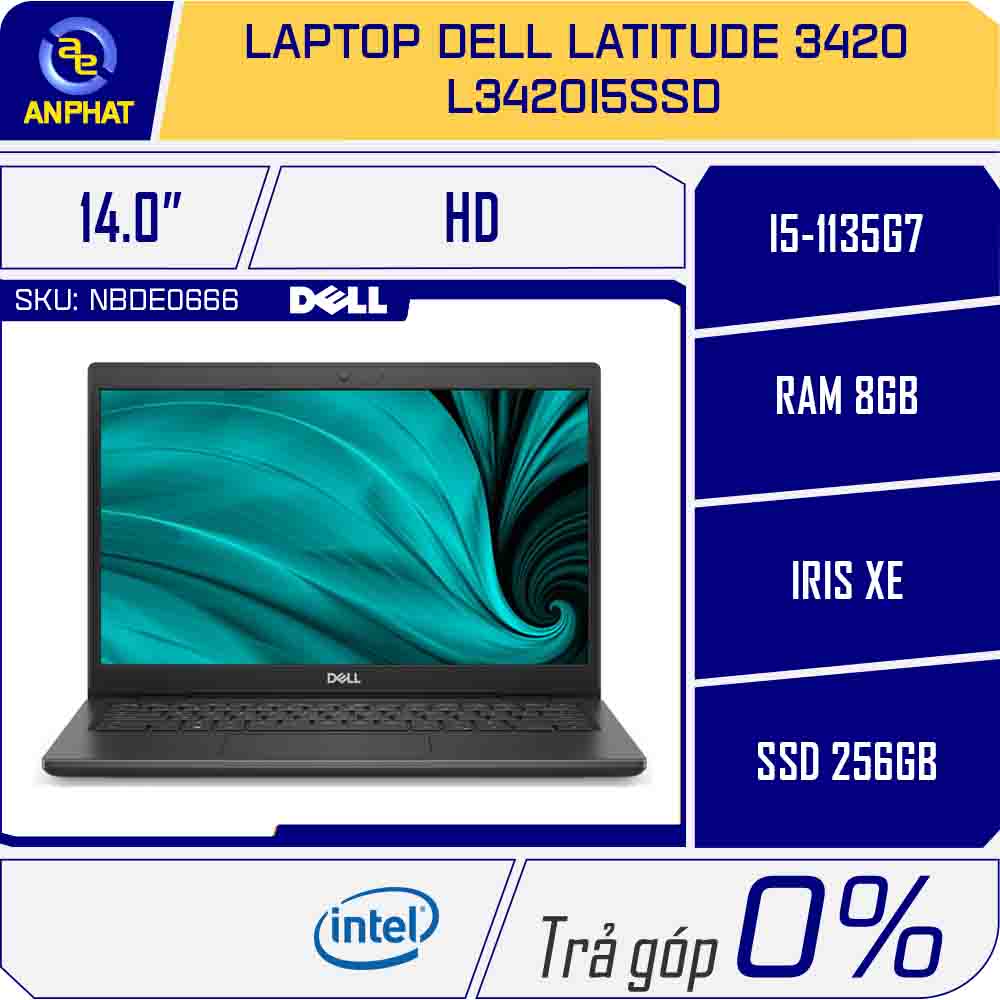 ae
ANPHAT
LAPTOP DELL LATITUDE 3420
L3420I5SSD
14.0"
HD
I5-1135G7
SKU: NBDE0666
DELL
RAM 8GB
DELL
IRIS XE
SSD 256GB
intel®
Trả góp 0%